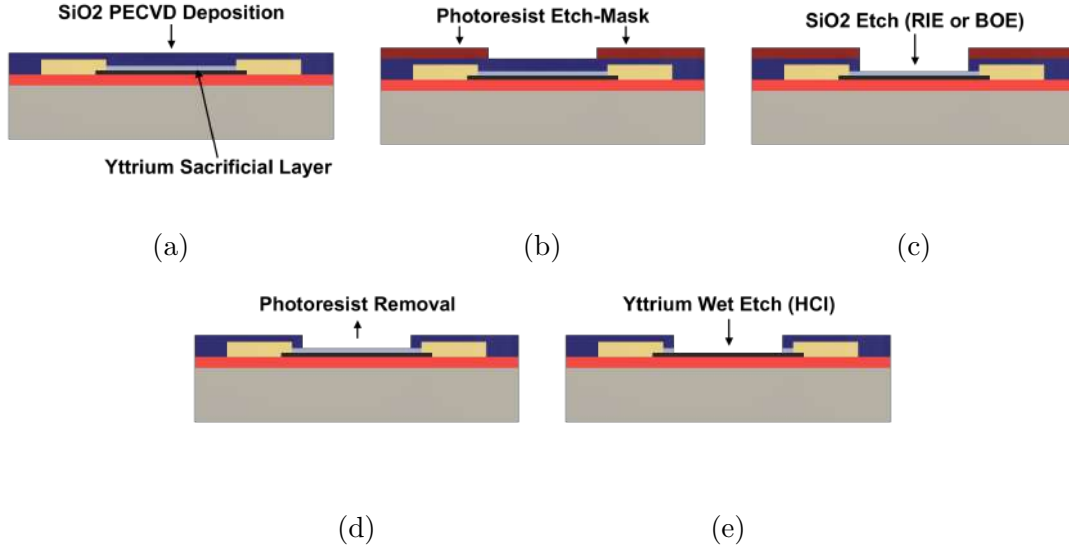 SiO2 PECVD Deposition
Yttrium Sacrificial Layer
(a)
Photoresist Etch-Mask
(b)
SiO2 Etch (RIE or BOE)
(c)
Photoresist Removal
(d)
Yttrium Wet Etch (HCl)
(e)